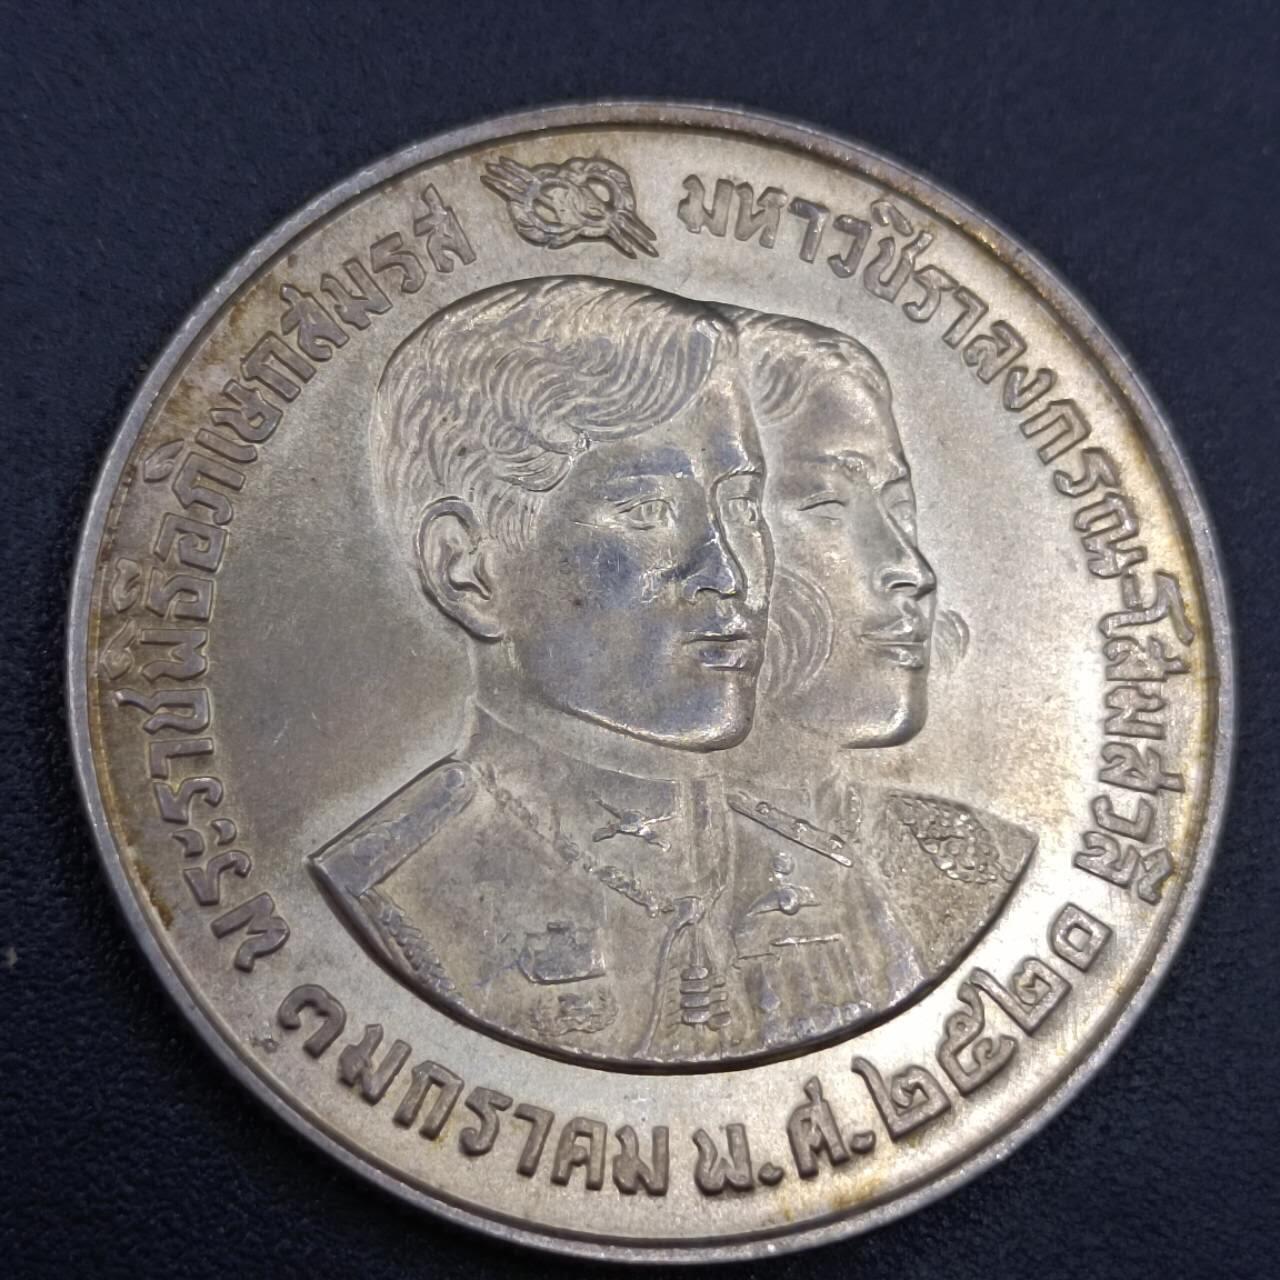 พระราชพิธีอภิเษกสมรส
มหาวชิราลงกรณ-โสมสวลี
๓ มกราคม พ.ศ.๒๕๒๐